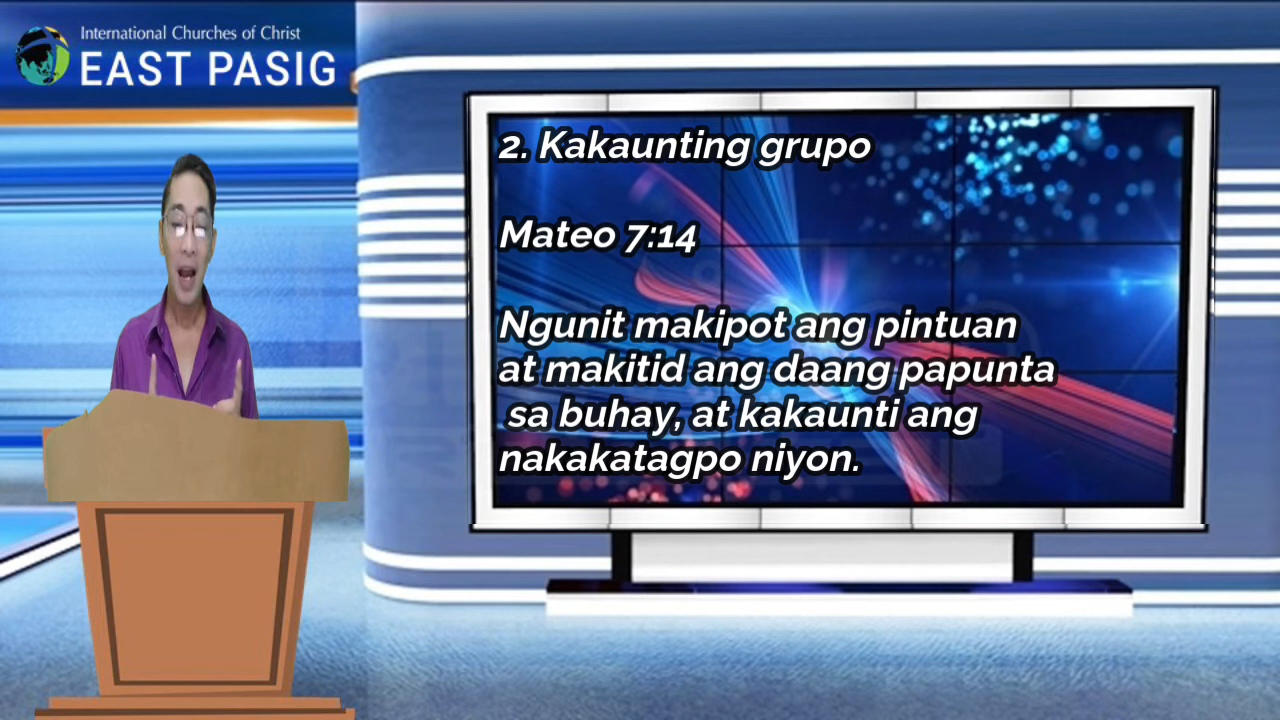 International Churches of Christ
EAST PASIG
2. Kakaunting grupo
Mateo 7:14
Ngunit makipot ang pintuan
at makitid ang daang papunta
sa buhay, at kakaunti ang
nakakatagpo niyon.